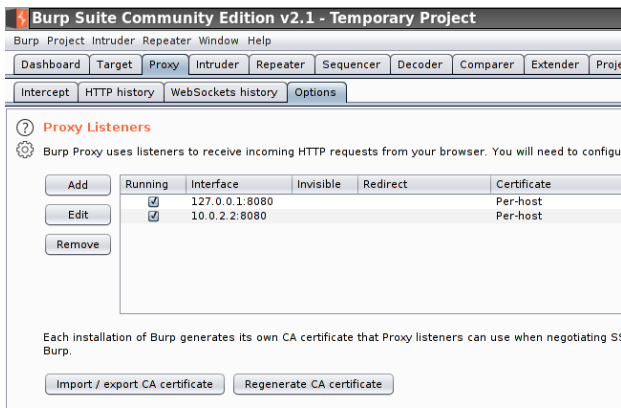 Burp Suite Community Edition v2.1 - Temporary Project
Burp Project Intruder Repeater Window Help
Dashboard Target Proxy Intruder Repeater Sequencer Decoder Comparer Extender Proje
Intercept HTTP history WebSockets history Options
? Proxy Listeners
Burp Proxy uses listeners to receive incoming HTTP requests from your browser. You will need to configu
Add Running Interface Invisible Redirect Certificate
127.0.0.1:8080 Per-host
Edit 10.0.2.2:8080 Per-host
Remove
Each installation of Burp generates its own CA certificate that Proxy listeners can use when negotiating SS
Burp.
Import / export CA certificate Regenerate CA certificate